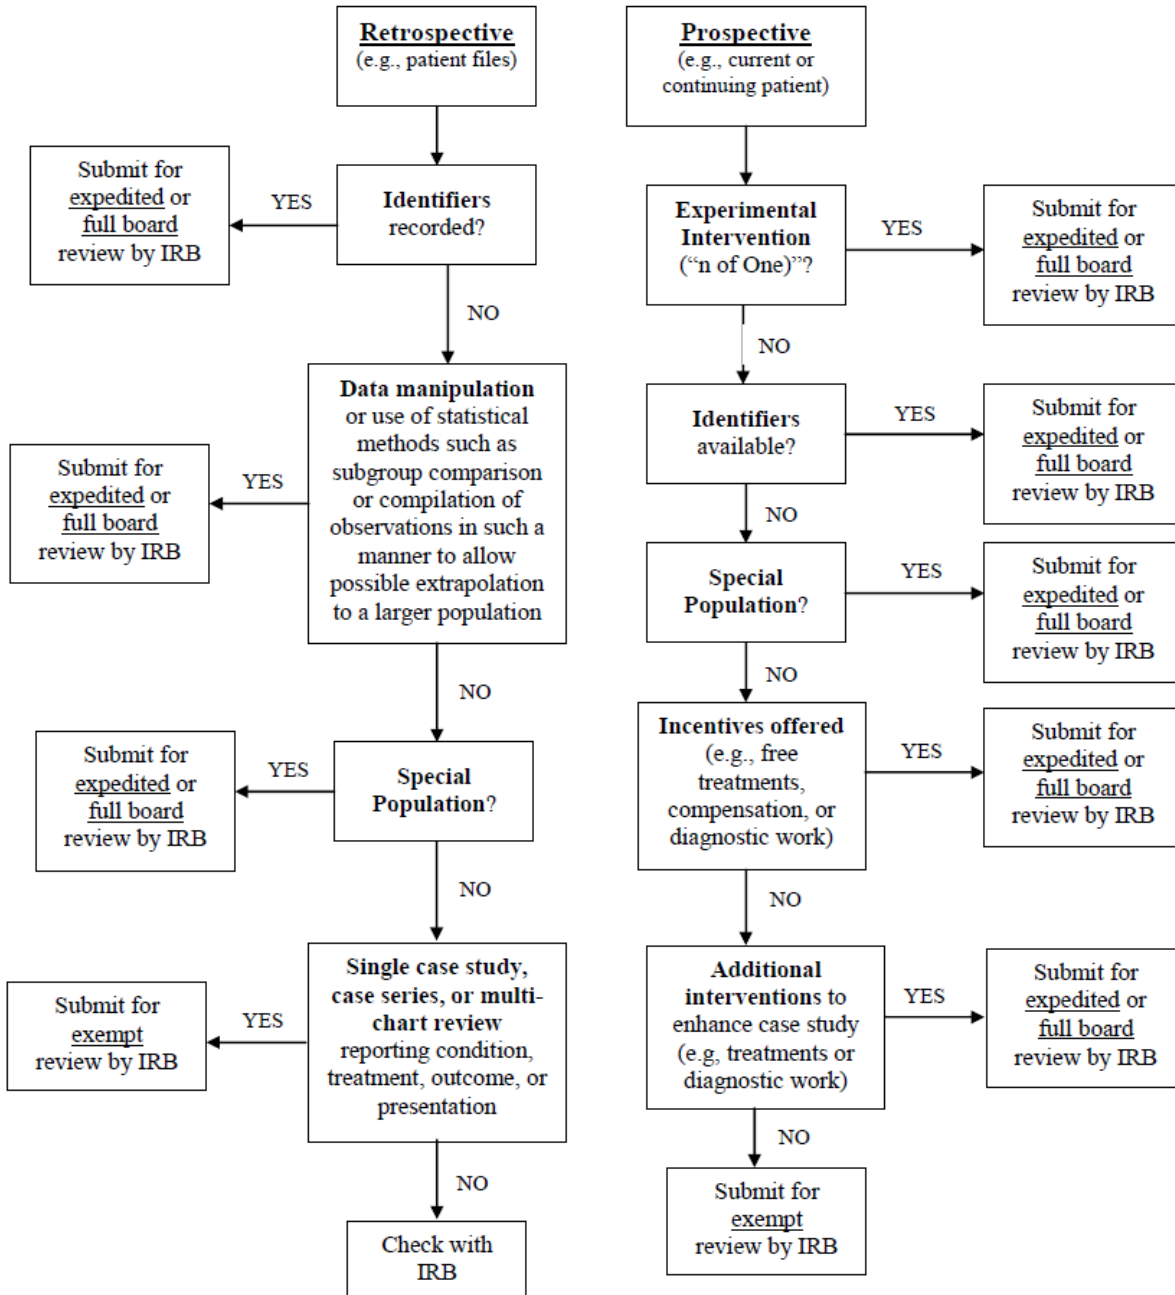 Retrospective
(e.g., patient files)
Submit for
expedited or
full board
review by IRB
YES
Identifiers
recorded?
NO
Data manipulation
or use of statistical
methods such as
subgroup comparison
or compilation of
observations in such a
manner to allow
possible extrapolation
to a larger population
YES
Submit for
expedited or
full board
review by IRB
NO
Special
Population?
YES
Submit for
expedited or
full board
review by IRB
NO
Single case study,
case series, or multi-
chart review
reporting condition,
treatment, outcome, or
presentation
YES
Submit for
exempt
review by IRB
NO
Check with
IRB
Prospective
(e.g., current or
continuing patient)
Experimental
Intervention
(“n of One)”?
YES
Submit for
expedited or
full board
review by IRB
NO
Identifiers
available?
YES
Submit for
expedited or
full board
review by IRB
NO
Special
Population?
YES
Submit for
expedited or
full board
review by IRB
NO
Incentives offered
(e.g., free
treatments,
compensation, or
diagnostic work)
YES
Submit for
expedited or
full board
review by IRB
NO
Additional
interventions to
enhance case study
(e.g, treatments or
diagnostic work)
YES
Submit for
expedited or
full board
review by IRB
NO
Submit for
exempt
review by IRB